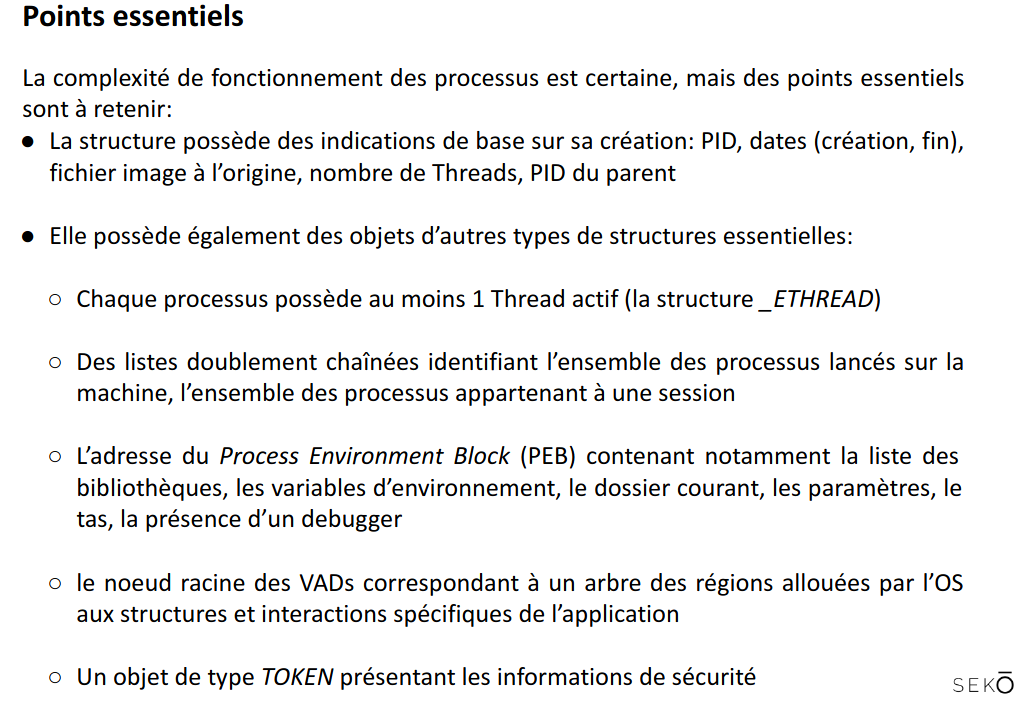 Points essentiels
La complexité de fonctionnement des processus est certaine, mais des points essentiels
sont à retenir:
● La structure possède des indications de base sur sa création: PID, dates (création, fin),
fichier image à l’origine, nombre de Threads, PID du parent
● Elle possède également des objets d’autres types de structures essentielles:
○ Chaque processus possède au moins 1 Thread actif (la structure _ETHREAD)
○ Des listes doublement chaînées identifiant l’ensemble des processus lancés sur la
machine, l’ensemble des processus appartenant à une session
○ L’adresse du Process Environment Block (PEB) contenant notamment la liste des
bibliothèques, les variables d’environnement, le dossier courant, les paramètres, le
tas, la présence d’un debugger
○ le noeud racine des VADs correspondant à un arbre des régions allouées par l’OS
aux structures et interactions spécifiques de l’application
○ Un objet de type TOKEN présentant les informations de sécurité
SEKŌ